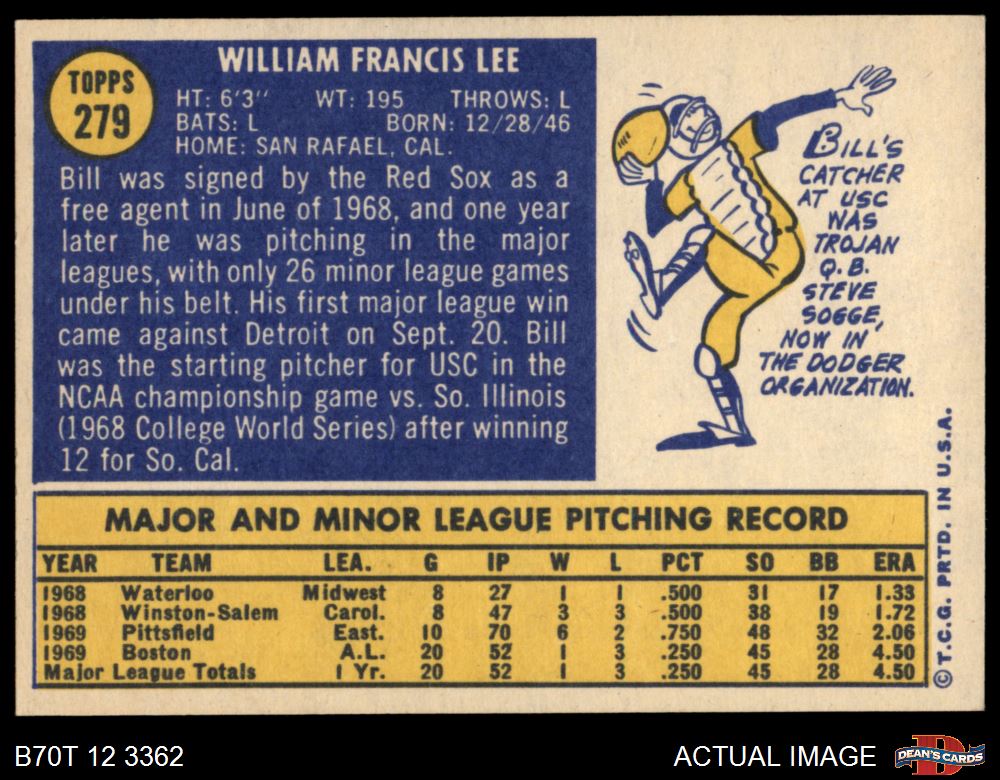 TOPPS
279
WILLIAM FRANCIS LEE
HT: 6'3" WT: 195 THROWS: L
BATS: L BORN: 12/28/46
HOME: SAN RAFAEL, CAL.
Bill was signed by the Red Sox as a
free agent in June of 1968, and one year
later he was pitching in the major
leagues, with only 26 minor league games
under his belt. His first major league win
came against Detroit on Sept. 20. Bill
was the starting pitcher for USC in the
NCAA championship game vs. So. Illinois
(1968 College World Series) after winning
12 for So. Cal.
BILL'S
CATCHER
AT USC
WAS
TROJAN
Q.B.
STEVE
SOGGE,
NOW IN
THE DODGER
ORGANIZATION.
MAJOR AND MINOR LEAGUE PITCHING RECORD
YEAR TEAM LEA. G IP W L PCT SO BB ERA
1968 Waterloo Midwest 8 27 1 1 .500 31 17 1.33
1968 Winston-Salem Carol. 8 47 3 3 .500 38 19 1.72
1969 Pittsfield East. 10 70 6 2 .750 48 32 2.06
1969 Boston A.L. 20 52 1 3 .250 45 28 4.50
Major League Totals 1 Yr. 20 52 1 3 .250 45 28 4.50
© T.C.G. PRTD. IN U.S.A.
B70T 12 3362
ACTUAL IMAGE
DEAN'S CARDS